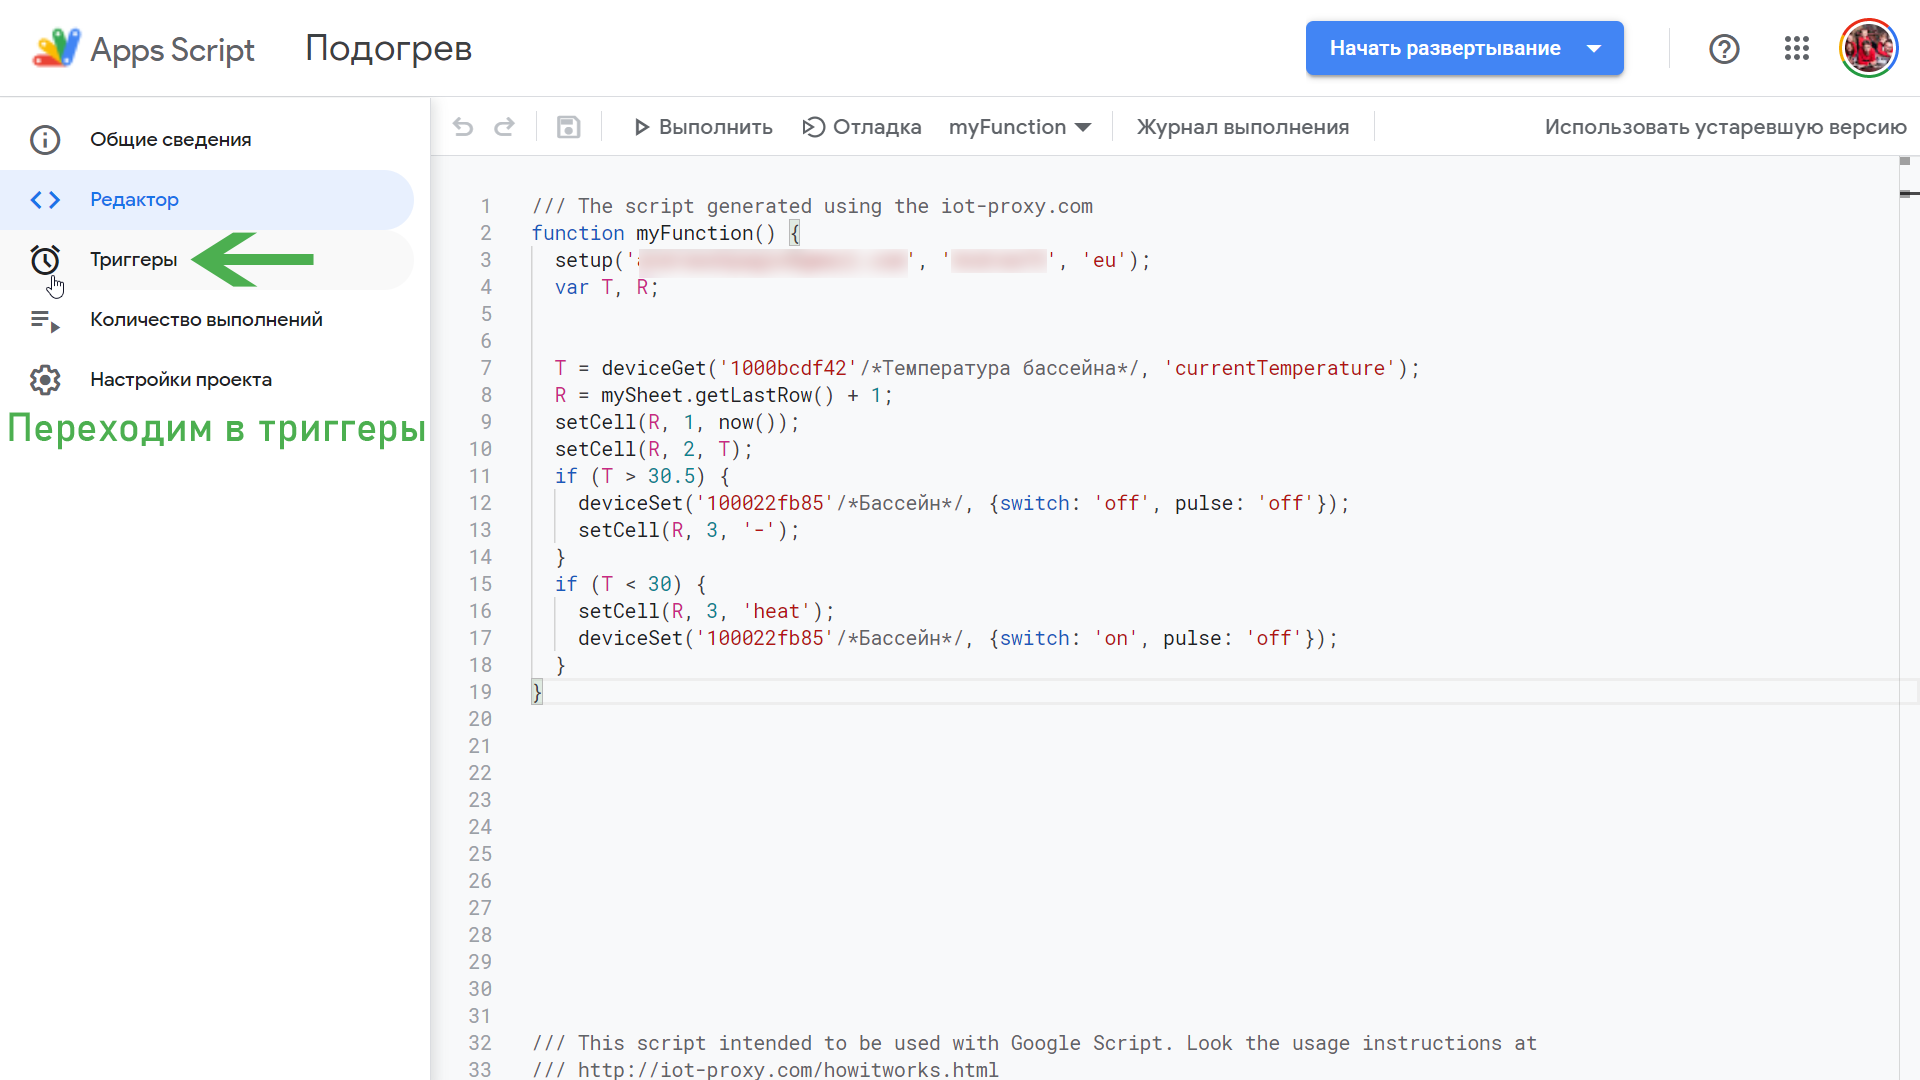 Apps Script
Подогрев
Начать развертывание
Общие сведения
Редактор
Триггеры
Количество выполнений
Настройки проекта
Переходим в триггеры
Выполнить
Отладка
myFunction
Журнал выполнения
Использовать устаревшую версию
1 /// The script generated using the iot-proxy.com
2 function myFunction() {
3 setup('', '', 'eu');
4 var T, R;
5
6
7 T = deviceGet('1000bcdf42'/*Температура бассейна*/, 'currentTemperature');
8 R = mySheet.getLastRow() + 1;
9 setCell(R, 1, now());
10 setCell(R, 2, T);
11 if (T > 30.5) {
12 deviceSet('100022fb85'/*Бассейн*/, {switch: 'off', pulse: 'off'});
13 setCell(R, 3, '-');
14 }
15 if (T < 30) {
16 setCell(R, 3, 'heat');
17 deviceSet('100022fb85'/*Бассейн*/, {switch: 'on', pulse: 'off'});
18 }
19 }
20
21
22
23
24
25
26
27
28
29
30
31
32 /// This script intended to be used with Google Script. Look the usage instructions at
33 /// http://iot-proxy.com/howitworks.html